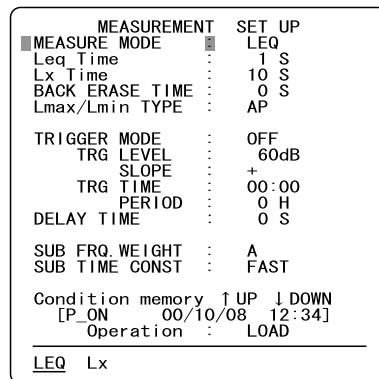 MEASUREMENT SET UP
MEASURE MODE : LEQ
Leq Time : 1 S
Lx Time : 10 S
BACK ERASE TIME : 0 S
Lmax/Lmin TYPE : AP
TRIGGER MODE : OFF
TRG LEVEL : 60dB
SLOPE : +
TRG TIME : 00:00
PERIOD : 0 H
DELAY TIME : 0 S
SUB FRQ.WEIGHT : A
SUB TIME CONST : FAST
Condition memory ↑UP ↓DOWN
[P_ON 00/10/08 12:34]
Operation : LOAD
LEQ Lx